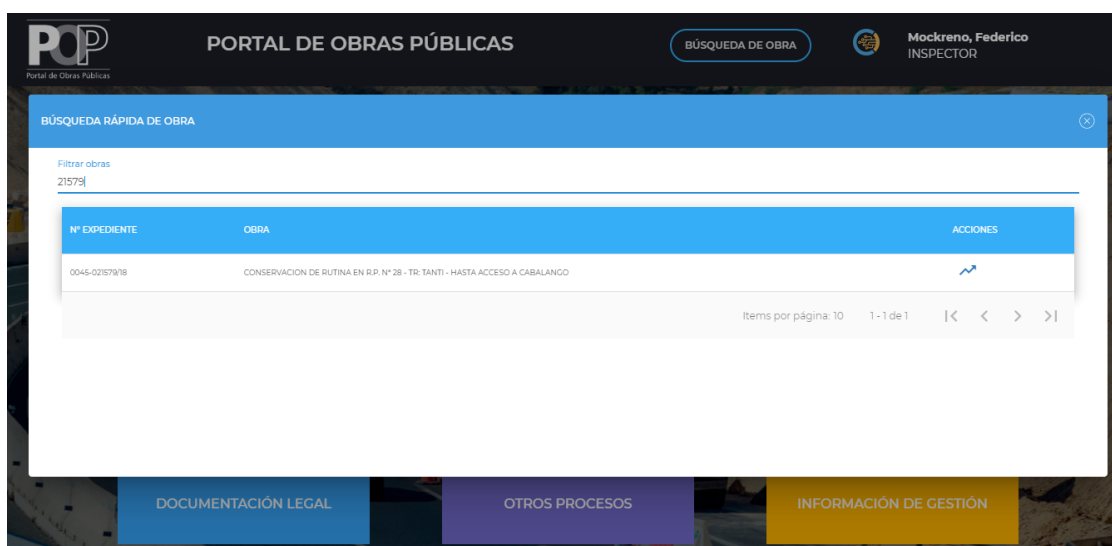 POP
Portal de Obras Públicas
PORTAL DE OBRAS PÚBLICAS
BÚSQUEDA DE OBRA
Mockreno, Federico
INSPECTOR
BÚSQUEDA RÁPIDA DE OBRA
Filtrar obras
21579
Nº EXPEDIENTE OBRA ACCIONES
0045-021579/18 CONSERVACION DE RUTINA EN R.P. N° 28 - TR: TANTI - HASTA ACCESO A CABALANGO
Items por página: 10 1 - 1 de 1
DOCUMENTACIÓN LEGAL OTROS PROCESOS INFORMACIÓN DE GESTIÓN